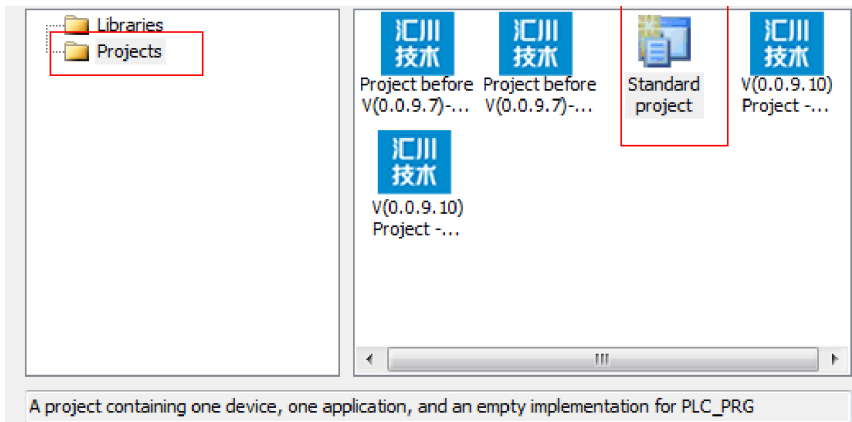 Libraries
Projects
汇川
技术
Project before
V(0.0.9.7)-...
汇川
技术
Project before
V(0.0.9.7)-...
Standard
project
汇川
技术
V(0.0.9.10)
Project -...
汇川
技术
V(0.0.9.10)
Project -...
A project containing one device, one application, and an empty implementation for PLC_PRG